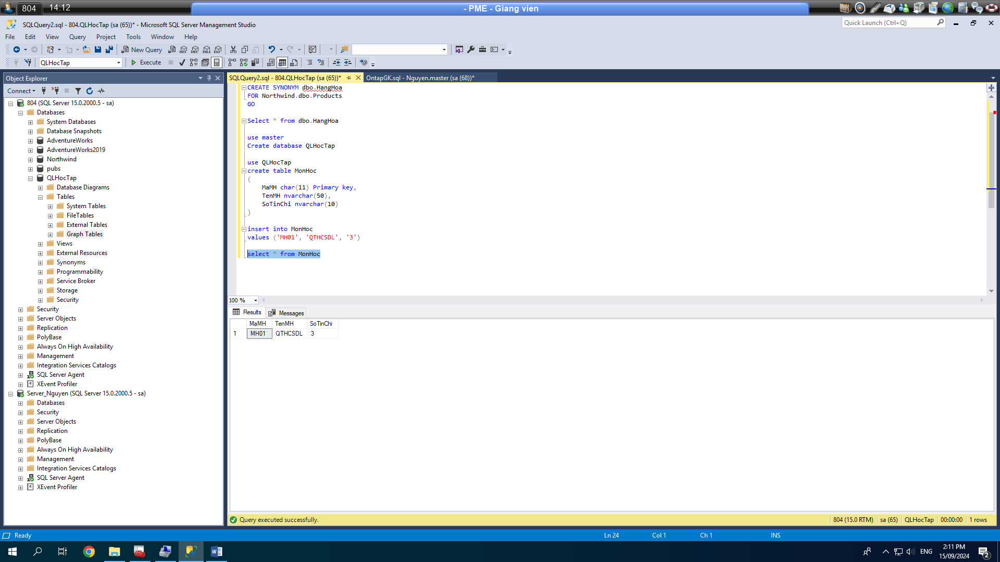 804
14:12
- PME - Giang vien
SQLQuery2.sql - 804.QLHocTap (sa (65))* - Microsoft SQL Server Management Studio
Quick Launch (Ctrl+Q)
File Edit View Query Project Tools Window Help
New Query
MDX DMX XMLA DAX
QLHocTap
Execute
Object Explorer
Connect
804 (SQL Server 15.0.2000.5 - sa)
Databases
System Databases
Database Snapshots
AdventureWorks
AdventureWorks2019
Northwind
pubs
QLHocTap
Database Diagrams
Tables
System Tables
FileTables
External Tables
Graph Tables
Views
External Resources
Synonyms
Programmability
Service Broker
Storage
Security
Security
Server Objects
Replication
PolyBase
Always On High Availability
Management
Integration Services Catalogs
SQL Server Agent
XEvent Profiler
Server_Nguyen (SQL Server 15.0.2000.5 - sa)
Databases
Security
Server Objects
Replication
PolyBase
Always On High Availability
Management
Integration Services Catalogs
SQL Server Agent
XEvent Profiler
SQLQuery2.sql - 804.QLHocTap (sa (65))*
OntapGK.sql - Nguyen.master (sa (68))*
CREATE SYNONYM dbo.HangHoa
FOR Northwind.dbo.Products
GO
Select * from dbo.HangHoa
use master
Create database QLHocTap
use QLHocTap
create table MonHoc
(
MaMH char(11) Primary key,
TenMH nvarchar(50),
SoTinChi nvarchar(10)
)
insert into MonHoc
values ('MH01', 'QTHCSDL', '3')
select * from MonHoc
100 %
Results
Messages
MaMH TenMH SoTinChi
1 MH01 QTHCSDL 3
Query executed successfully.
804 (15.0 RTM)
sa (65)
QLHocTap
00:00:00
1 rows
Ready
Ln 24
Col 1
Ch 1
INS
ENG
2:11 PM
15/09/2024
2